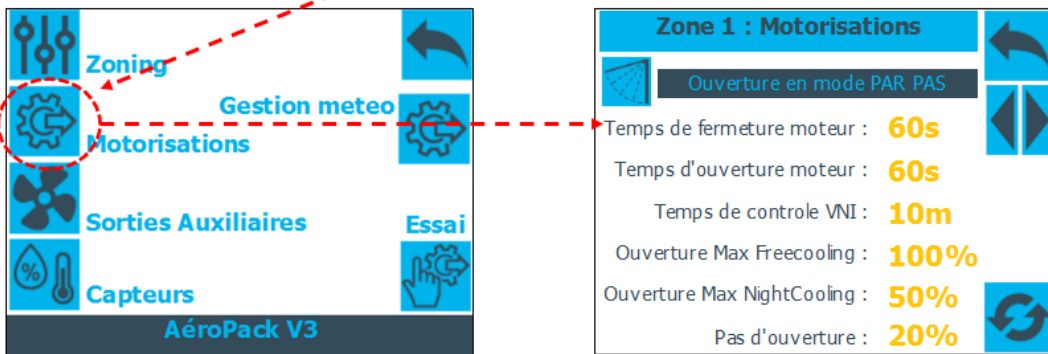 Zoning
Gestion meteo
Motorisations
Sorties Auxiliaires
Essai
%
Capteurs
AéroPack V3
Zone 1 : Motorisations
Ouverture en mode PAR PAS
Temps de fermeture moteur : 60s
Temps d'ouverture moteur : 60s
Temps de controle VNI : 10m
Ouverture Max Freecooling : 100%
Ouverture Max NightCooling : 50%
Pas d'ouverture : 20%